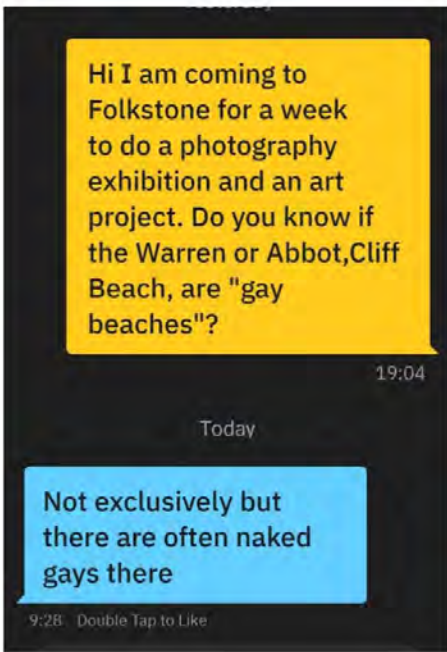 Hi I am coming to
Folkstone for a week
to do a photography
exhibition and an art
project. Do you know if
the Warren or Abbot,Cliff
Beach, are "gay
beaches"?
19:04
Today
Not exclusively but
there are often naked
gays there
9:28 Double Tap to Like